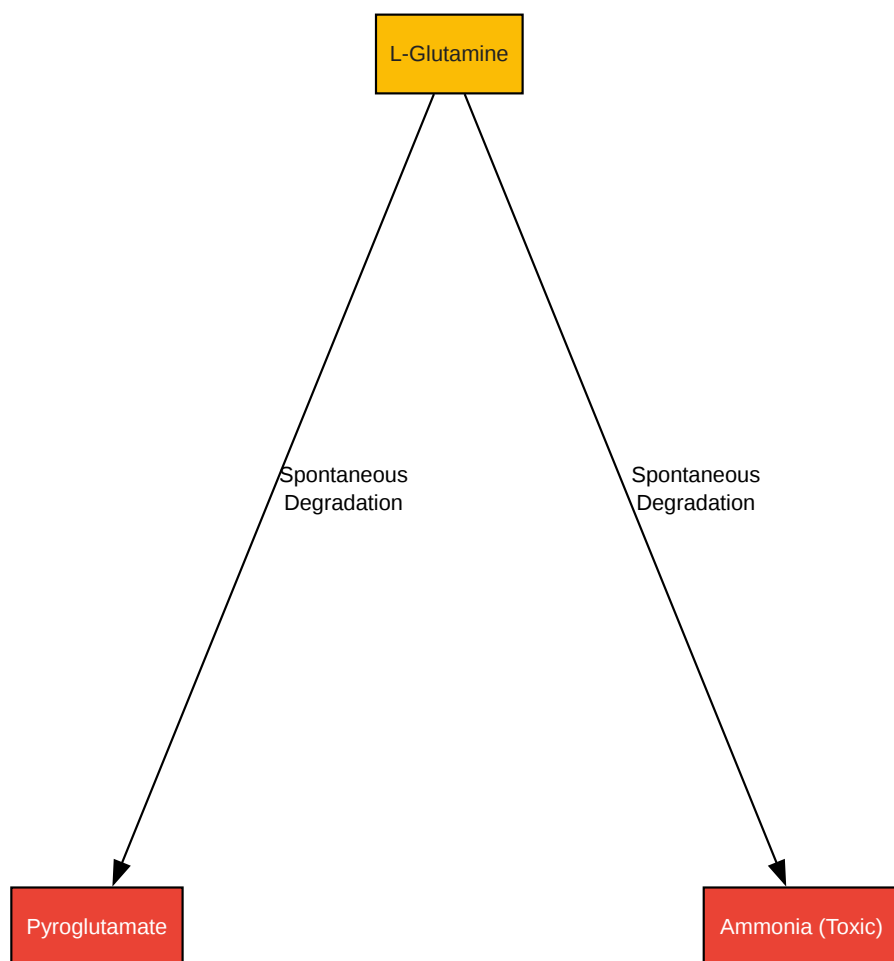 L-Glutamine
Spontaneous
Degradation
Spontaneous
Degradation
Pyroglutamate
Ammonia (Toxic)